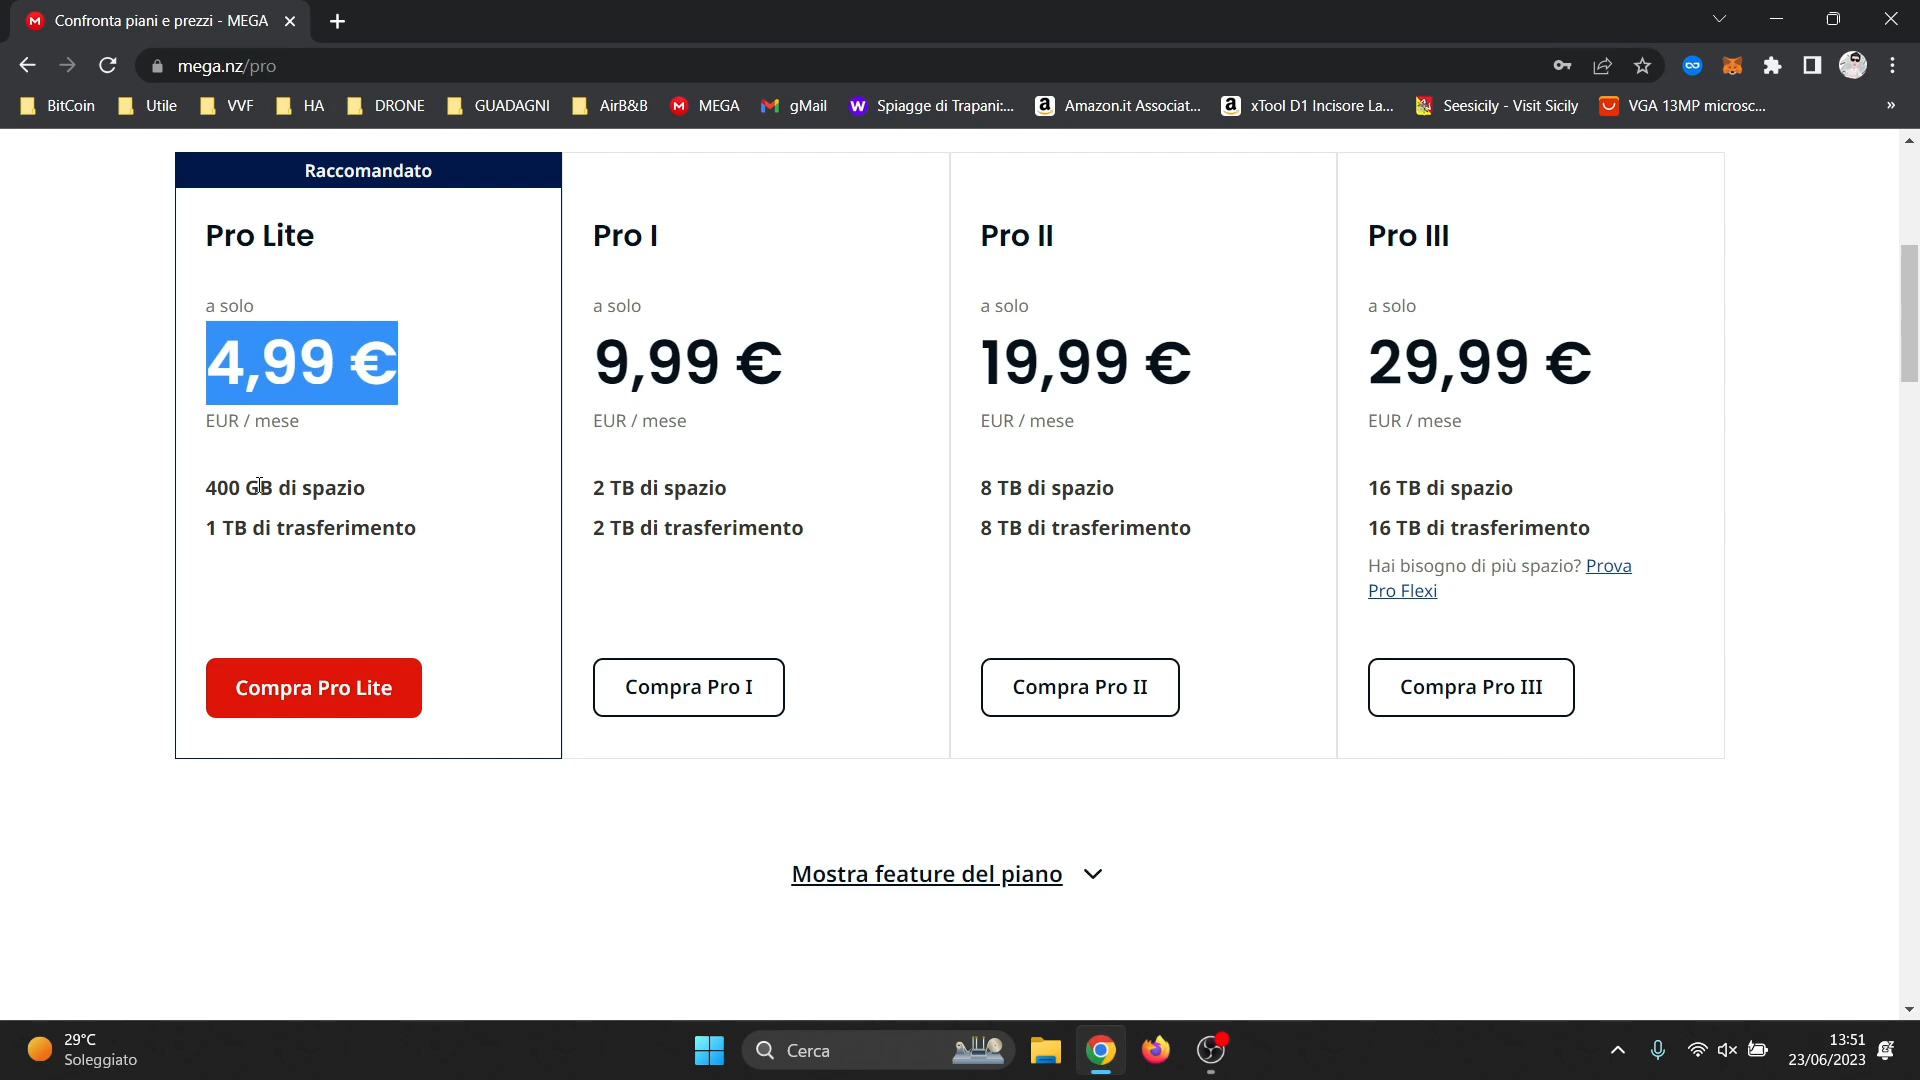 Confronta piani e prezzi - MEGA
mega.nz/pro
BitCoin Utile VVF HA DRONE GUADAGNI AirB&B MEGA gMail Spiagge di Trapani:... Amazon.it Associat... xTool D1 Incisore La... Seesicily - Visit Sicily VGA 13MP microsc... »
Raccomandato
Pro Lite
a solo
4,99 €
EUR / mese
400 GB di spazio
1 TB di trasferimento
Compra Pro Lite
Pro I
a solo
9,99 €
EUR / mese
2 TB di spazio
2 TB di trasferimento
Compra Pro I
Pro II
a solo
19,99 €
EUR / mese
8 TB di spazio
8 TB di trasferimento
Compra Pro II
Pro III
a solo
29,99 €
EUR / mese
16 TB di spazio
16 TB di trasferimento
Hai bisogno di più spazio? Prova
Pro Flexi
Compra Pro III
Mostra feature del piano
29°C
Soleggiato
Cerca
13:51
23/06/2023